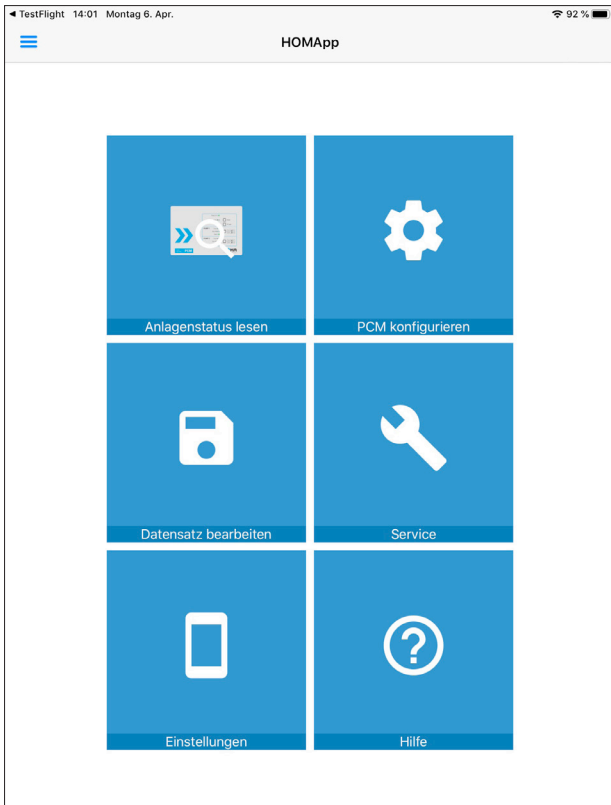 ◀ TestFlight 14:01 Montag 6. Apr. 92 %
HOMApp
Anlagenstatus lesen PCM konfigurieren
Datensatz bearbeiten Service
Einstellungen Hilfe